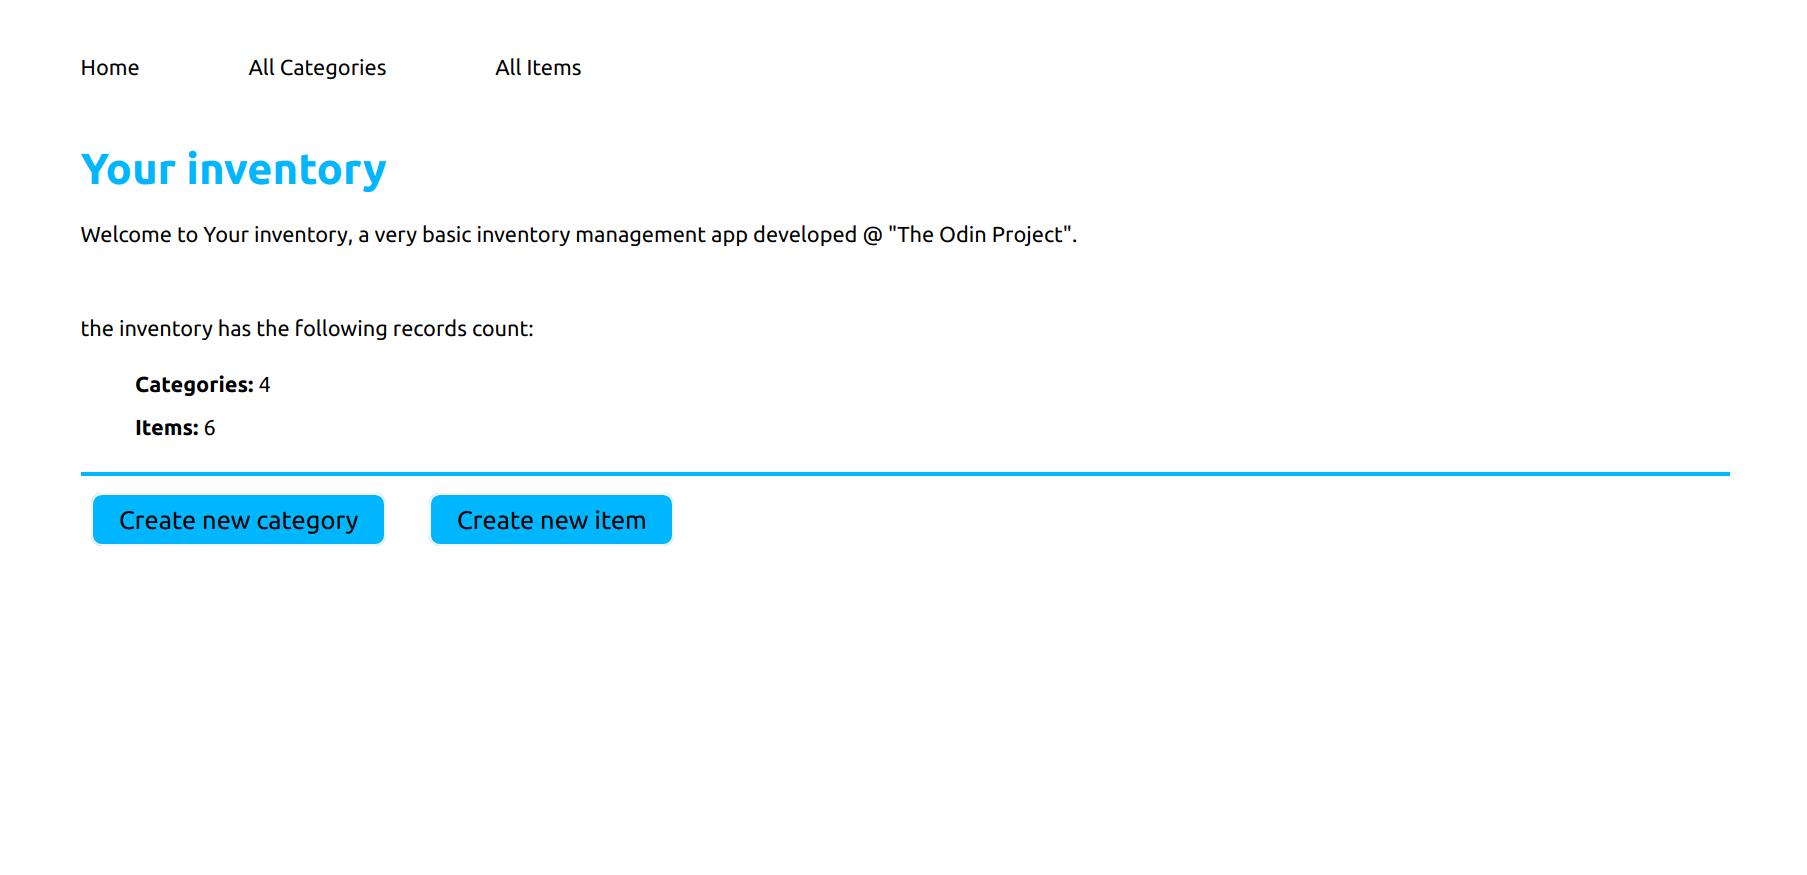 Home All Categories All Items
Your inventory
Welcome to Your inventory, a very basic inventory management app developed @ "The Odin Project".
the inventory has the following records count:
Categories: 4
Items: 6
Create new category Create new item